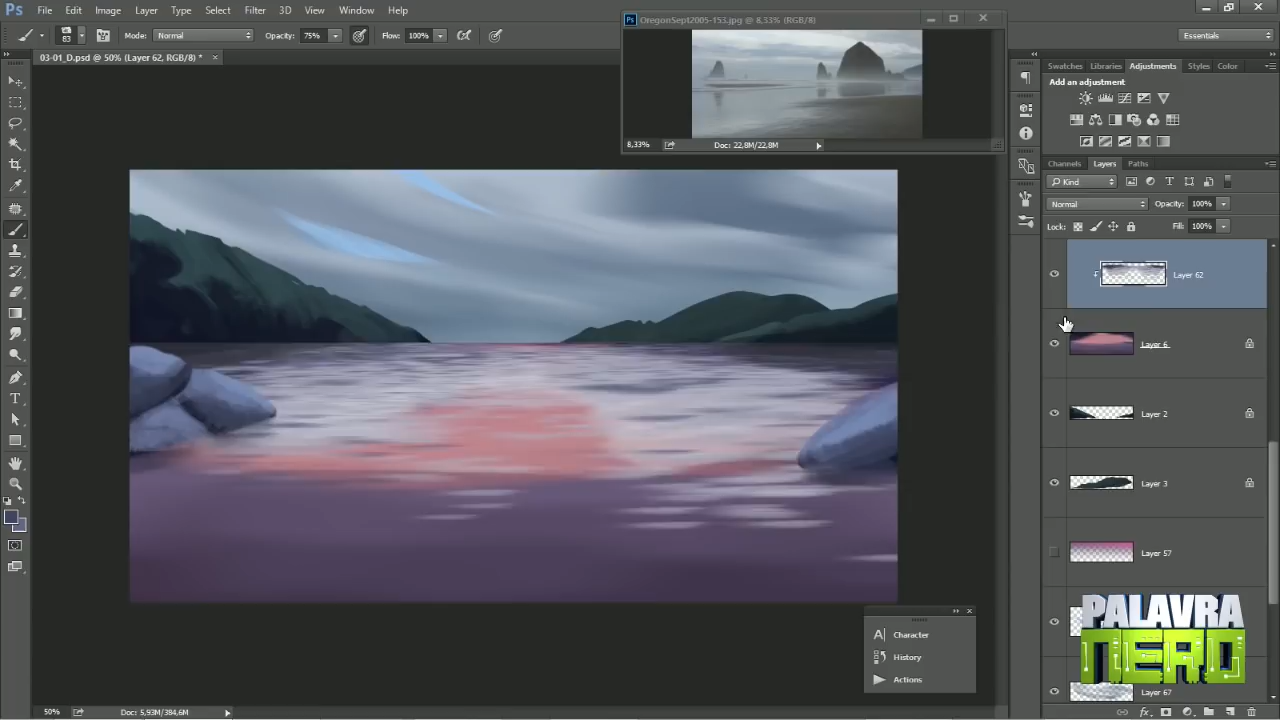 Ps File Edit Image Layer Type Select Filter 3D View Window Help
OregonSept2005-153.jpg @ 8,33% (RGB/8)
83 Mode: Normal Opacity: 75% Flow: 100% Essentials
03-01_D.psd @ 50% (Layer 62, RGB/8) *
Swatches Libraries Adjustments Styles Color
Add an adjustment
8,33% Doc: 22,8M/22,8M
Channels Layers Paths
Kind
Normal Opacity: 100%
Lock: Fill: 100%
Layer 62
Layer 6
Layer 2
Layer 3
Layer 57
Layer 67
Character
History
Actions
PALAVRA
NERD
50% Doc: 5,93M/384,6M